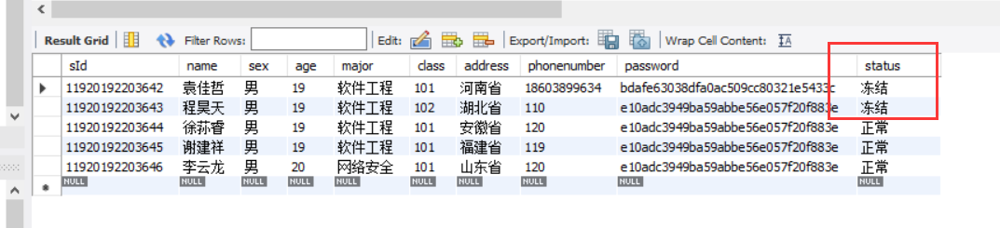 Result Grid Filter Rows: Edit: Export/Import: Wrap Cell Content:
sId name sex age major class address phonenumber password status
11920192203642 袁佳哲 男 19 软件工程 101 河南省 18603899634 bdafe63038dfa0ac509cc80321e5433c 冻结
11920192203643 程昊天 男 19 软件工程 102 湖北省 110 e10adc3949ba59abbe56e057f20f883e 冻结
11920192203644 徐荪睿 男 19 软件工程 101 安徽省 120 e10adc3949ba59abbe56e057f20f883e 正常
11920192203645 谢建祥 男 19 软件工程 101 福建省 119 e10adc3949ba59abbe56e057f20f883e 正常
11920192203646 李云龙 男 20 网络安全 101 山东省 120 e10adc3949ba59abbe56e057f20f883e 正常
NULL NULL NULL NULL NULL NULL NULL NULL NULL NULL